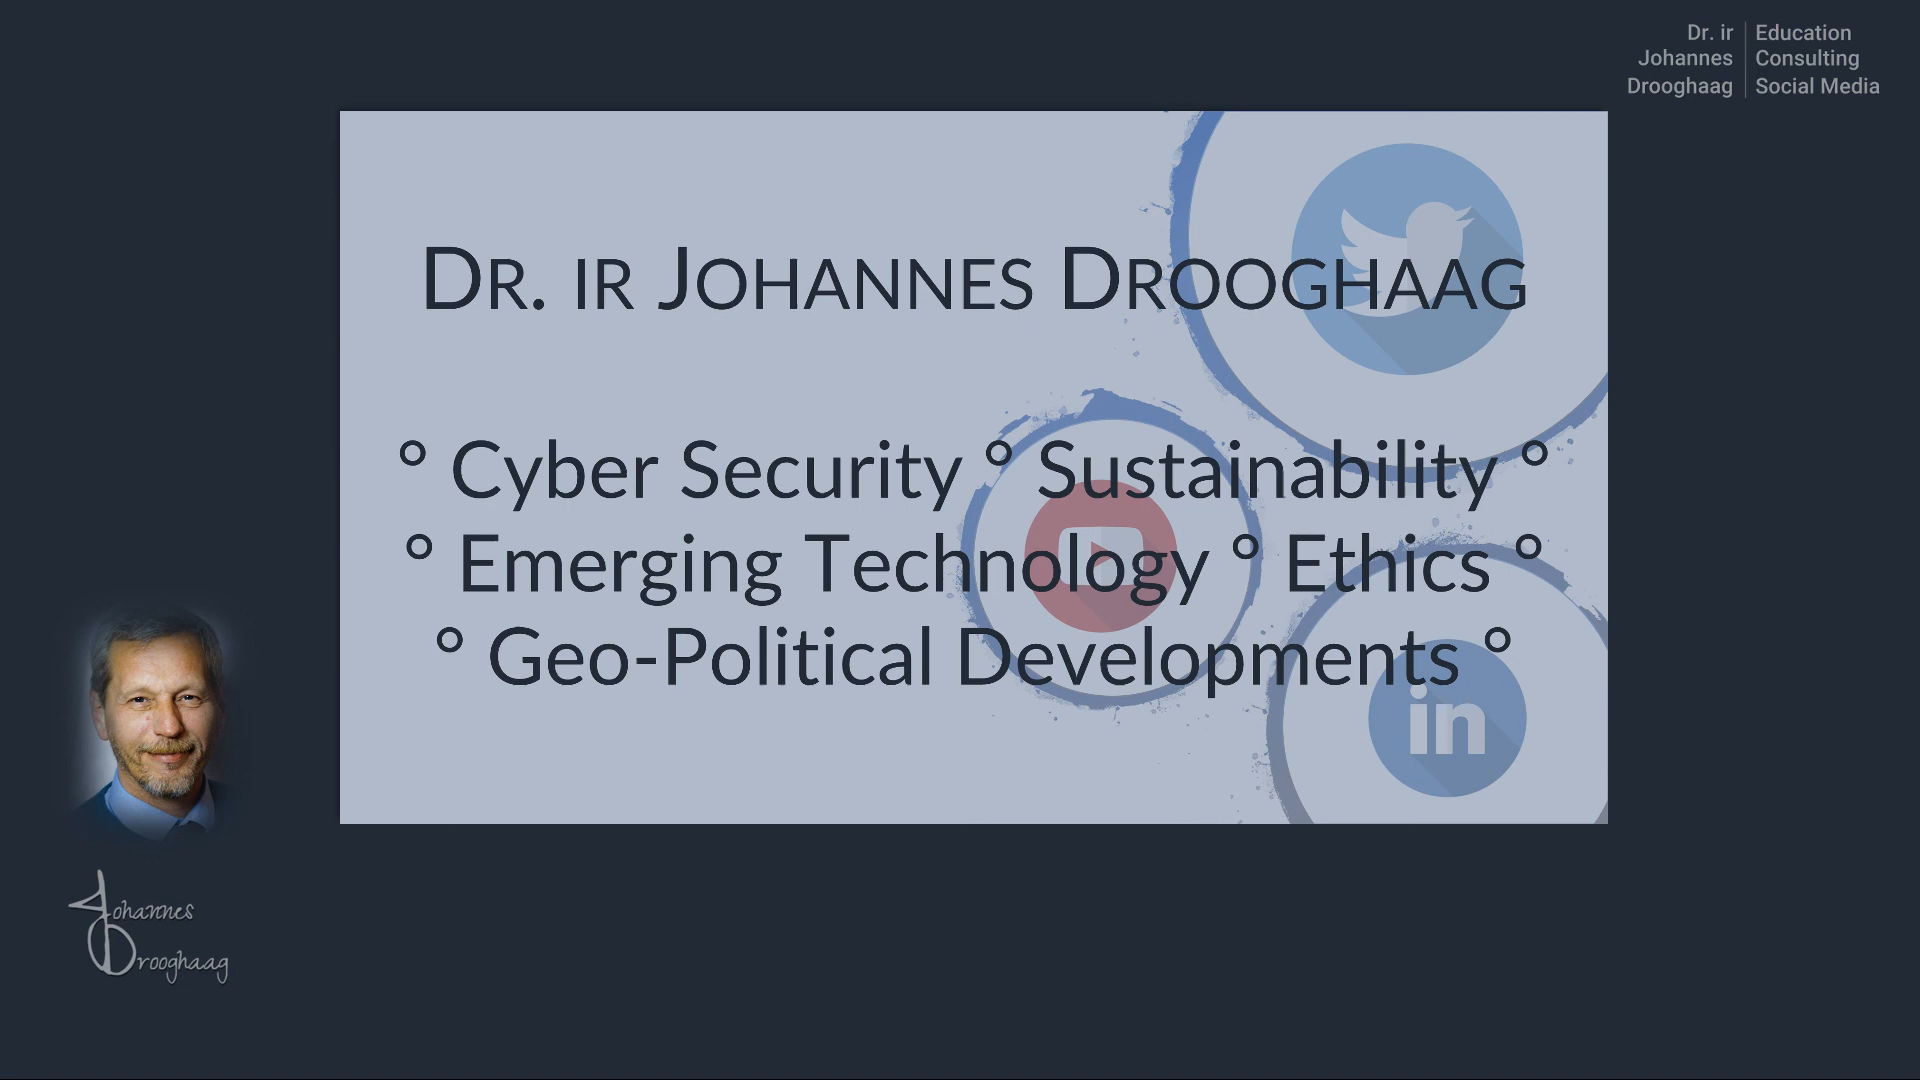 Dr. ir
Johannes
Drooghaag
Education
Consulting
Social Media
DR. IR JOHANNES DROOGHAAG
° Cyber Security ° Sustainability °
° Emerging Technology ° Ethics °
° Geo-Political Developments °
in
Johannes
Drooghaag